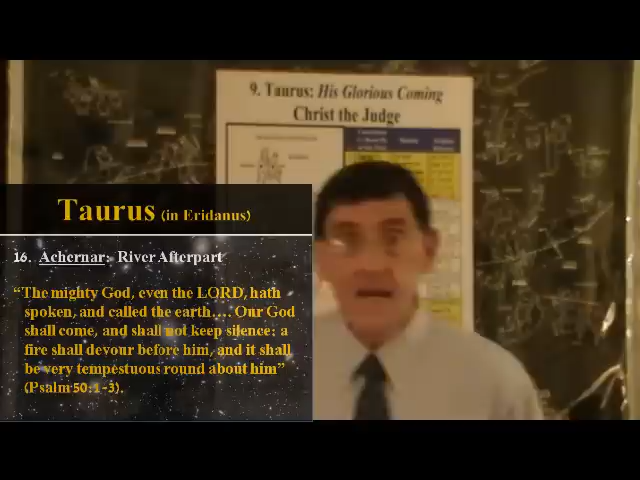 9. Taurus: His Glorious Coming
Christ the Judge
Taurus (in Eridanus)
16. Achernar: River Afterpart
“The mighty God, even the LORD, hath
spoken, and called the earth…. Our God
shall come, and shall not keep silence: a
fire shall devour before him, and it shall
be very tempestuous round about him”
(Psalm 50:1-3).